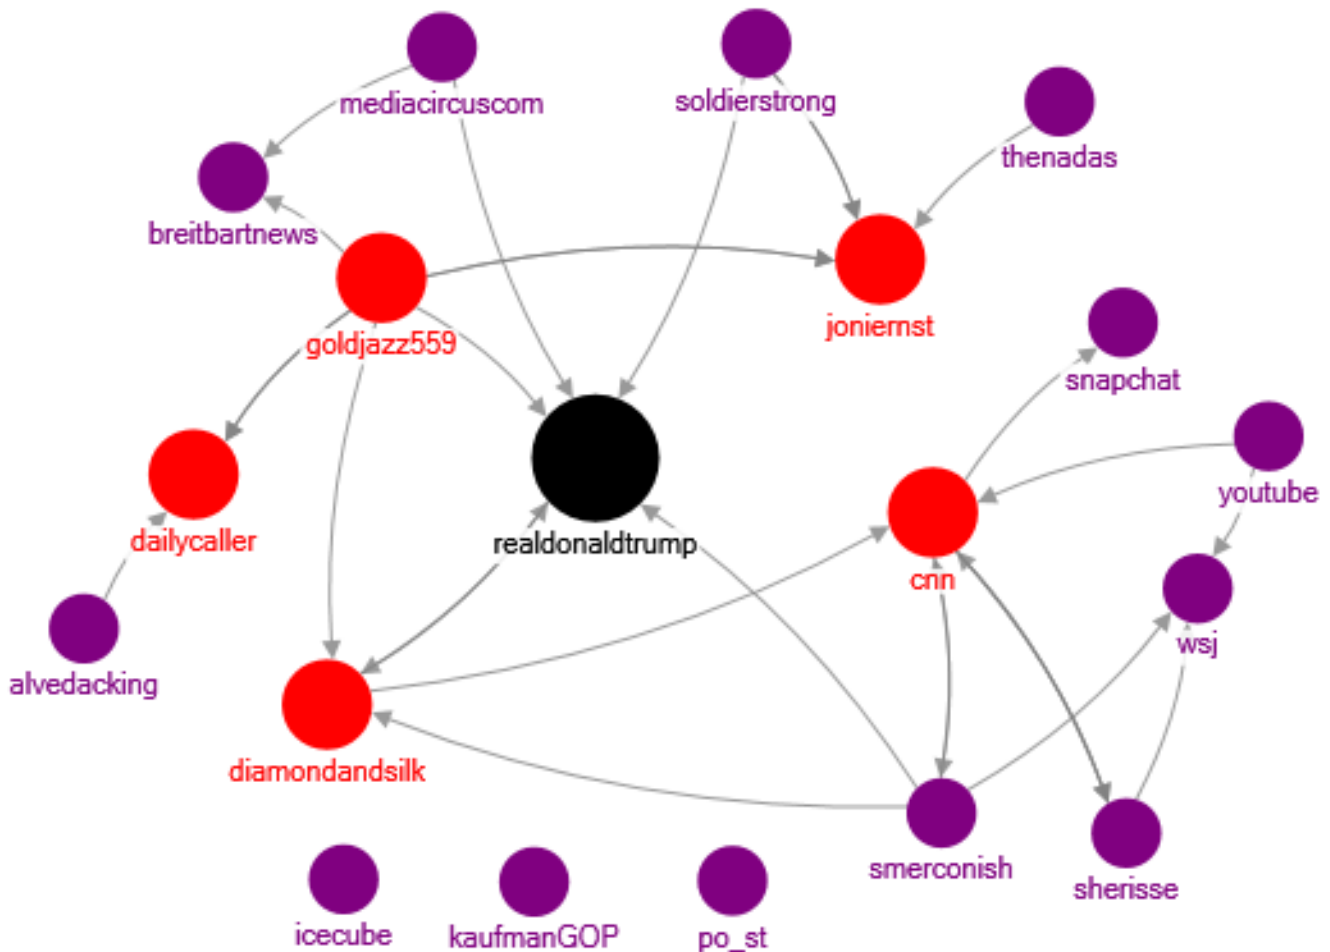 mediacircuscom
soldierstrong
thenadas
breitbartnews
joniernst
goldjazz559
snapchat
youtube
dailycaller
realdonaldtrump
cnn
wsj
alvedacking
diamondandsilk
smerconish
sherisse
icecube
kaufmanGOP
po_st